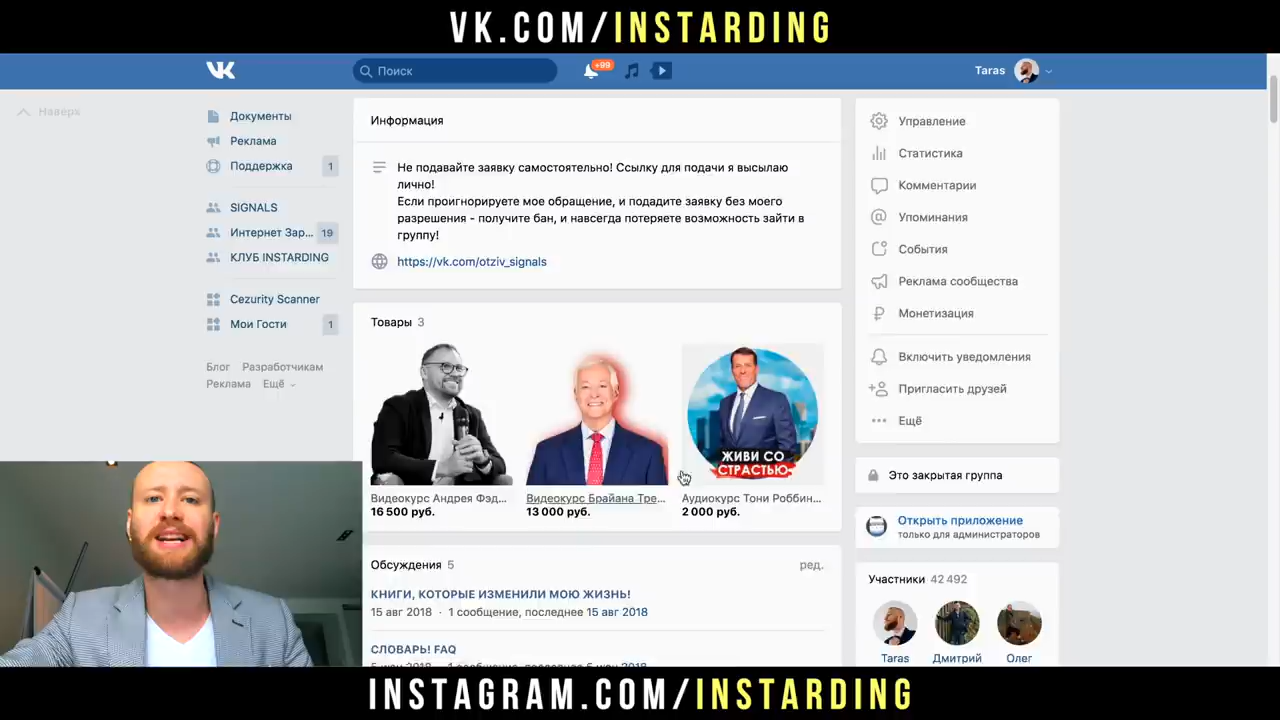 VK.COM/INSTARDING
Поиск
+99
Taras
Наверх
Документы
Реклама
Поддержка 1
SIGNALS
Интернет Зар... 19
КЛУБ INSTARDING
Cezurity Scanner
Мои Гости 1
Блог Разработчикам
Реклама Ещё
Информация
Не подавайте заявку самостоятельно! Ссылку для подачи я высылаю
лично!
Если проигнорируете мое обращение, и подадите заявку без моего
разрешения - получите бан, и навсегда потеряете возможность зайти в
группу!
https://vk.com/otziv_signals
Товары 3
ЖИВИ СО
СТРАСТЬЮ
Видеокурс Андрея Фэд...
16 500 руб.
Видеокурс Брайана Тре...
13 000 руб.
Аудиокурс Тони Роббин...
2 000 руб.
Обсуждения 5
ред.
КНИГИ, КОТОРЫЕ ИЗМЕНИЛИ МОЮ ЖИЗНЬ!
15 авг 2018 · 1 сообщение, последнее 15 авг 2018
СЛОВАРЬ! FAQ
Управление
Статистика
Комментарии
Упоминания
События
Реклама сообщества
Монетизация
Включить уведомления
Пригласить друзей
Ещё
Это закрытая группа
Открыть приложение
только для администраторов
Участники 42 492
Taras
Дмитрий
Олег
INSTAGRAM.COM/INSTARDING